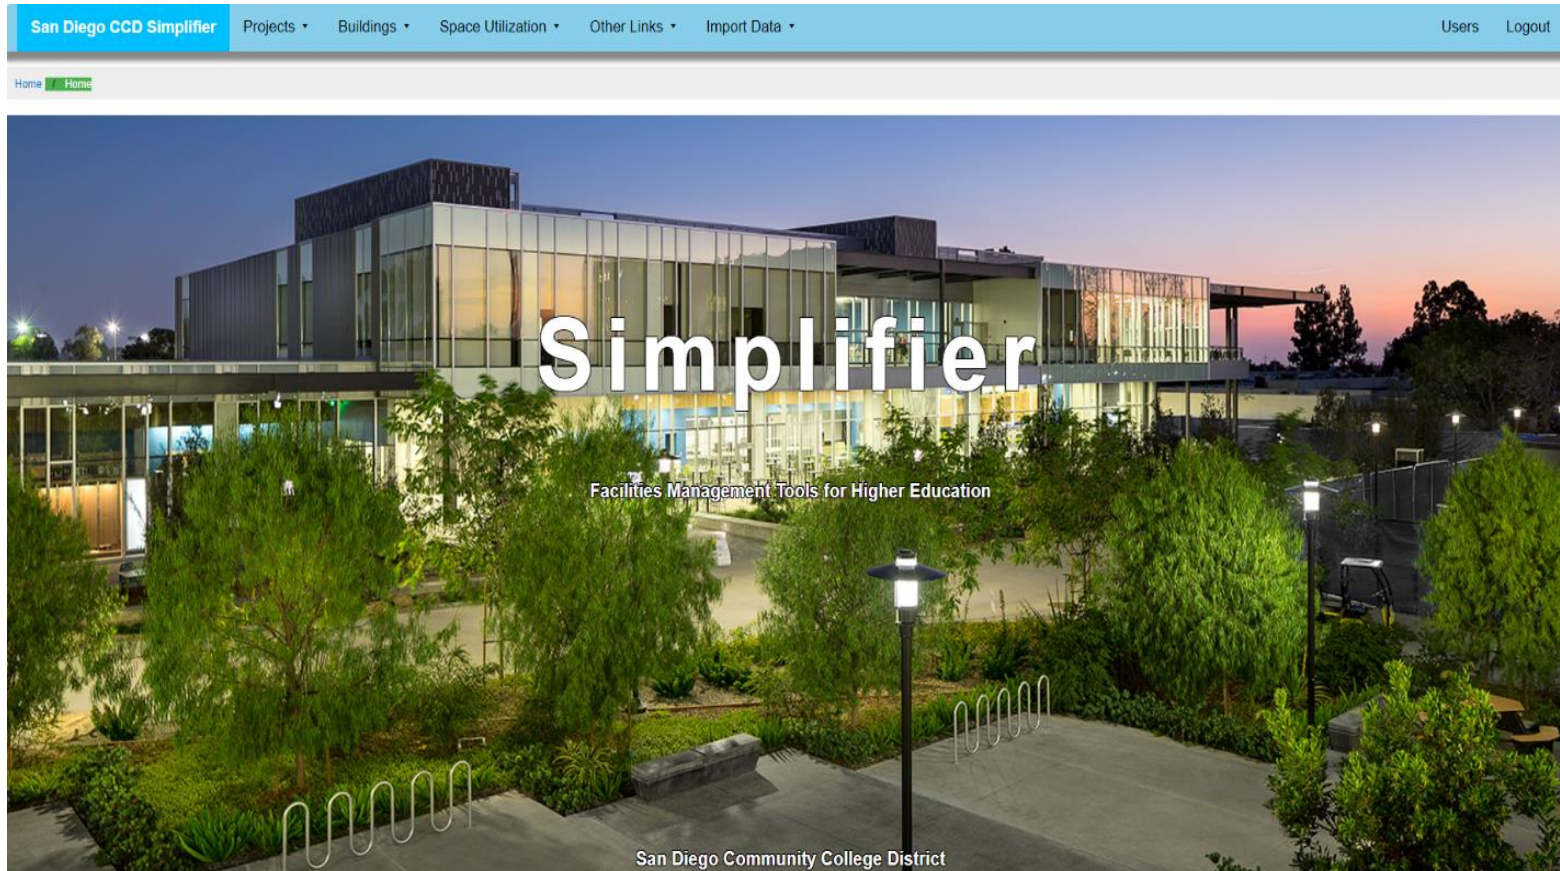 San Diego CCD Simplifier Projects Buildings Space Utilization Other Links Import Data Users Logout
Home / Home
Simplifier
Facilities Management Tools for Higher Education
San Diego Community College District